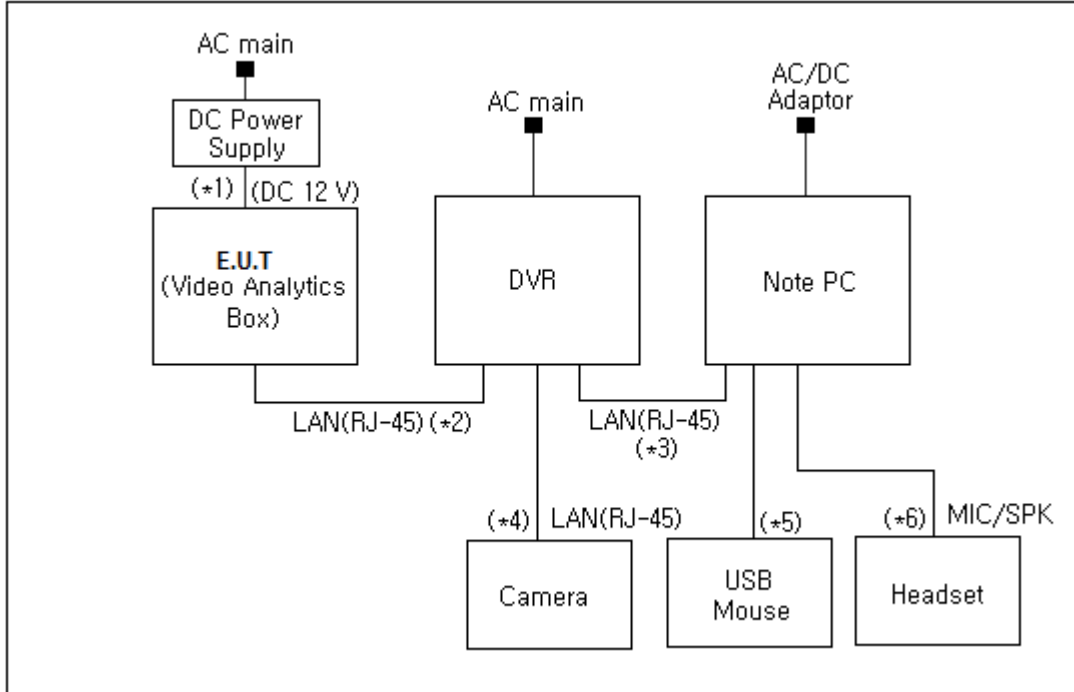 AC main
DC Power
Supply
(*1)
(DC 12 V)
E.U.T
(Video Analytics
Box)
AC main
DVR
AC/DC
Adaptor
Note PC
LAN(RJ-45)(*2)
LAN(RJ-45)
(*3)
(*4)
LAN(RJ-45)
Camera
(*5)
USB
Mouse
(*6)
MIC/SPK
Headset